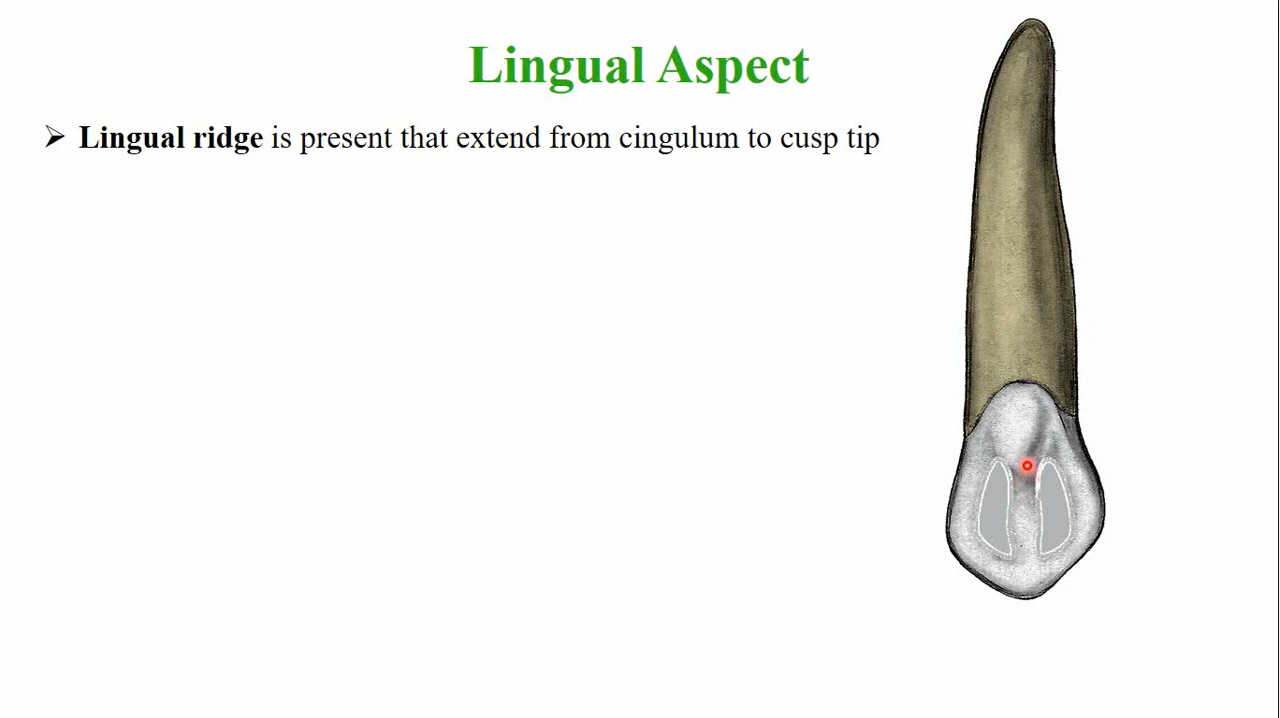 Lingual Aspect
➢ Lingual ridge is present that extend from cingulum to cusp tip